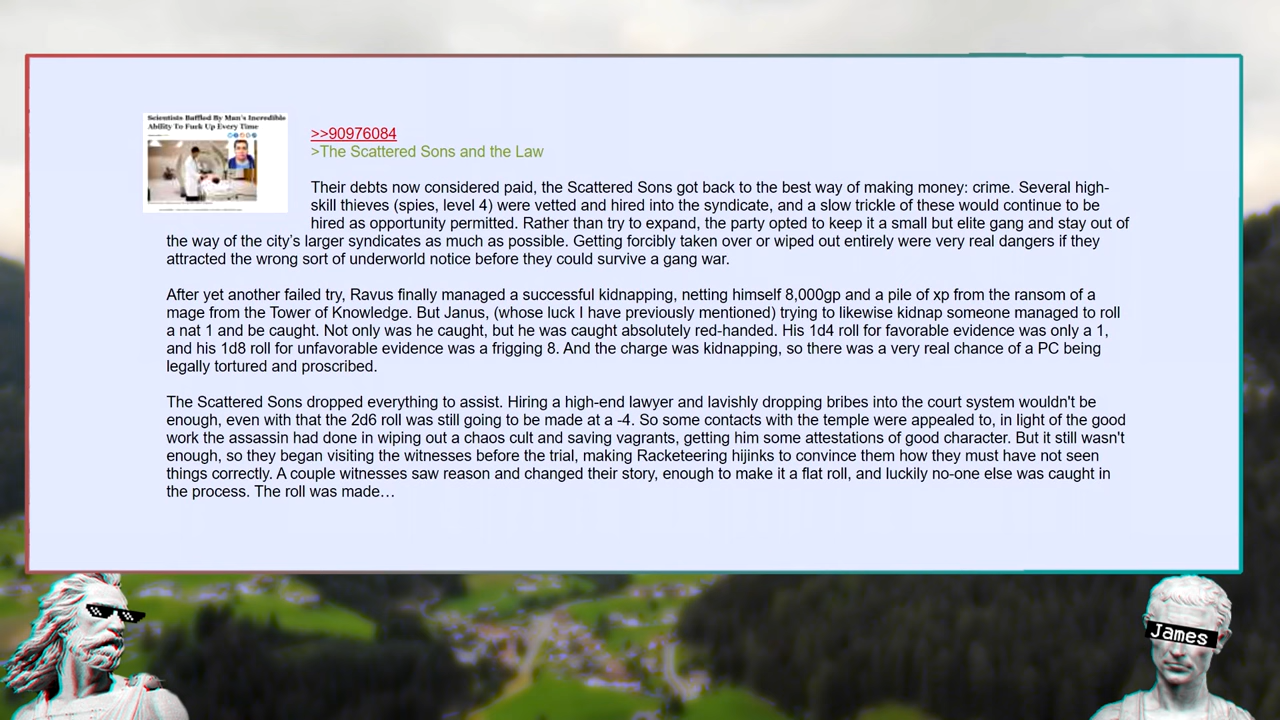 Scientists Baffled By Man's Incredible
Ability To Fuck Up Every Time
>>90976084
>The Scattered Sons and the Law
Their debts now considered paid, the Scattered Sons got back to the best way of making money: crime. Several high-
skill thieves (spies, level 4) were vetted and hired into the syndicate, and a slow trickle of these would continue to be
hired as opportunity permitted. Rather than try to expand, the party opted to keep it a small but elite gang and stay out of
the way of the city's larger syndicates as much as possible. Getting forcibly taken over or wiped out entirely were very real dangers if they
attracted the wrong sort of underworld notice before they could survive a gang war.
After yet another failed try, Ravus finally managed a successful kidnapping, netting himself 8,000gp and a pile of xp from the ransom of a
mage from the Tower of Knowledge. But Janus, (whose luck I have previously mentioned) trying to likewise kidnap someone managed to roll
a nat 1 and be caught. Not only was he caught, but he was caught absolutely red-handed. His 1d4 roll for favorable evidence was only a 1,
and his 1d8 roll for unfavorable evidence was a frigging 8. And the charge was kidnapping, so there was a very real chance of a PC being
legally tortured and proscribed.
The Scattered Sons dropped everything to assist. Hiring a high-end lawyer and lavishly dropping bribes into the court system wouldn't be
enough, even with that the 2d6 roll was still going to be made at a -4. So some contacts with the temple were appealed to, in light of the good
work the assassin had done in wiping out a chaos cult and saving vagrants, getting him some attestations of good character. But it still wasn't
enough, so they began visiting the witnesses before the trial, making Racketeering hijinks to convince them how they must have not seen
things correctly. A couple witnesses saw reason and changed their story, enough to make it a flat roll, and luckily no-one else was caught in
the process. The roll was made…
James